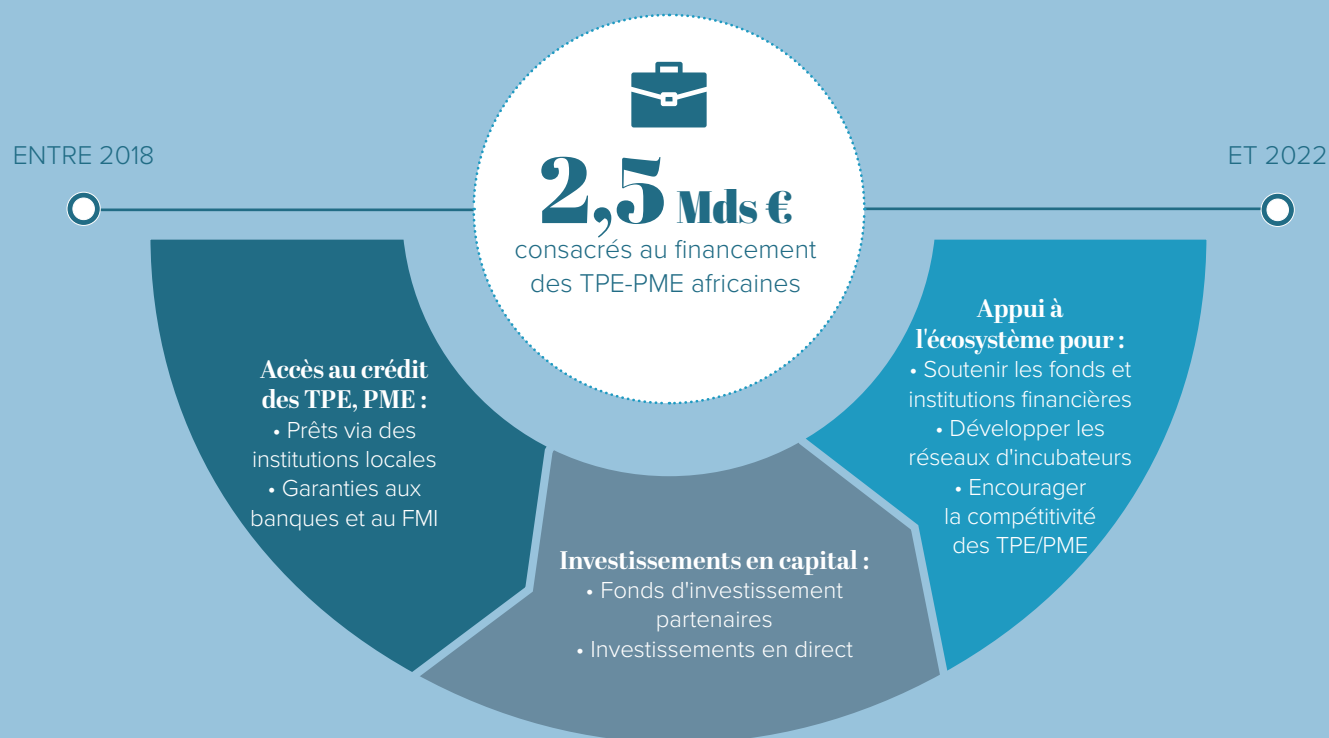 ENTRE 2018
ET 2022
2,5 Mds €
consacrés au financement
des TPE-PME africaines
Accès au crédit
des TPE, PME :
• Prêts via des
institutions locales
• Garanties aux
banques et au FMI
Investissements en capital :
• Fonds d'investissement
partenaires
• Investissements en direct
Appui à
l'écosystème pour :
• Soutenir les fonds et
institutions financières
• Développer les
réseaux d'incubateurs
• Encourager
la compétitivité
des TPE/PME